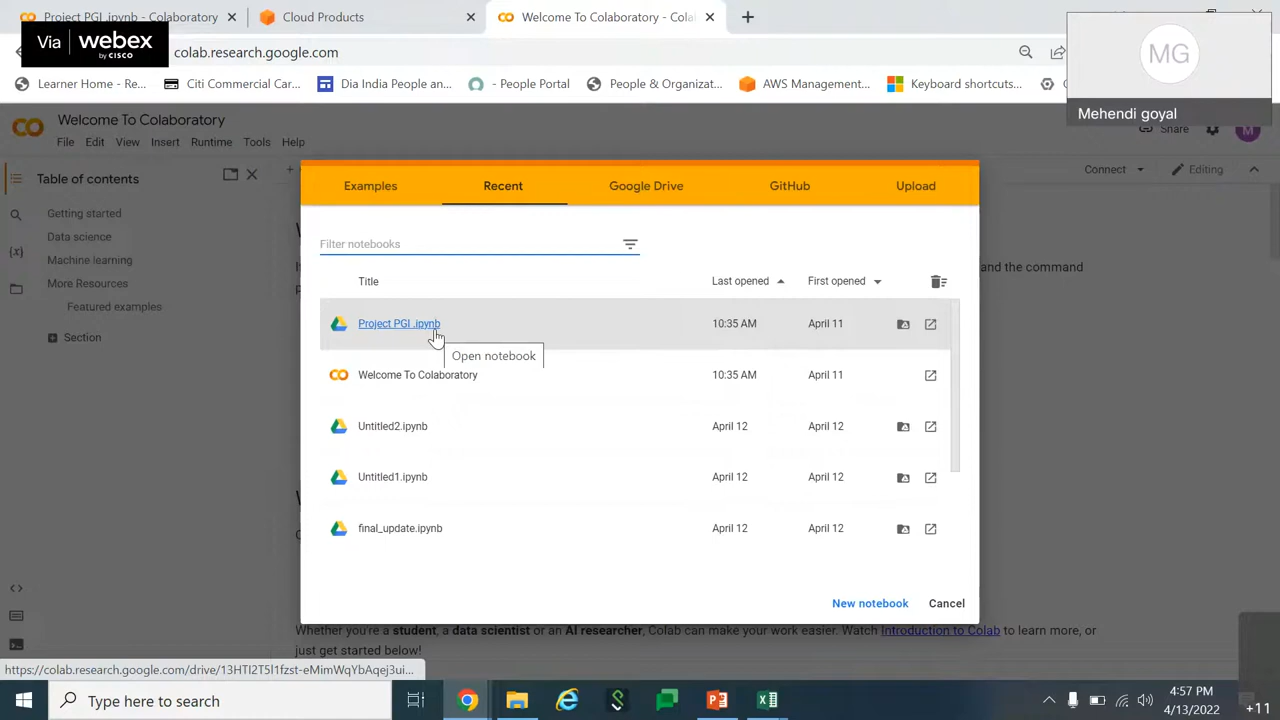 Project PGI .ipynb - Colaboratory
Cloud Products
Welcome To Colaboratory - Cola
Via webex by CISCO
colab.research.google.com
MG
Mehendi goyal
Learner Home - Re...
Citi Commercial Car...
Dia India People an...
- People Portal
People & Organizat...
AWS Management...
Keyboard shortcuts...
Welcome To Colaboratory
File Edit View Insert Runtime Tools Help
Share
M
Table of contents
Connect
Editing
Getting started
Data science
Machine learning
More Resources
Featured examples
Section
Examples
Recent
Google Drive
GitHub
Upload
Filter notebooks
Title
Last opened
First opened
Project PGI .ipynb
10:35 AM
April 11
Open notebook
Welcome To Colaboratory
10:35 AM
April 11
Untitled2.ipynb
April 12
April 12
Untitled1.ipynb
April 12
April 12
final_update.ipynb
April 12
April 12
New notebook
Cancel
and the command
Whether you're a student, a data scientist or an AI researcher, Colab can make your work easier. Watch Introduction to Colab to learn more, or
just get started below!
https://colab.research.google.com/drive/13HTI2T5I1fzst-eMimWqYbAqej3ui...
Type here to search
4:57 PM
4/13/2022
+11